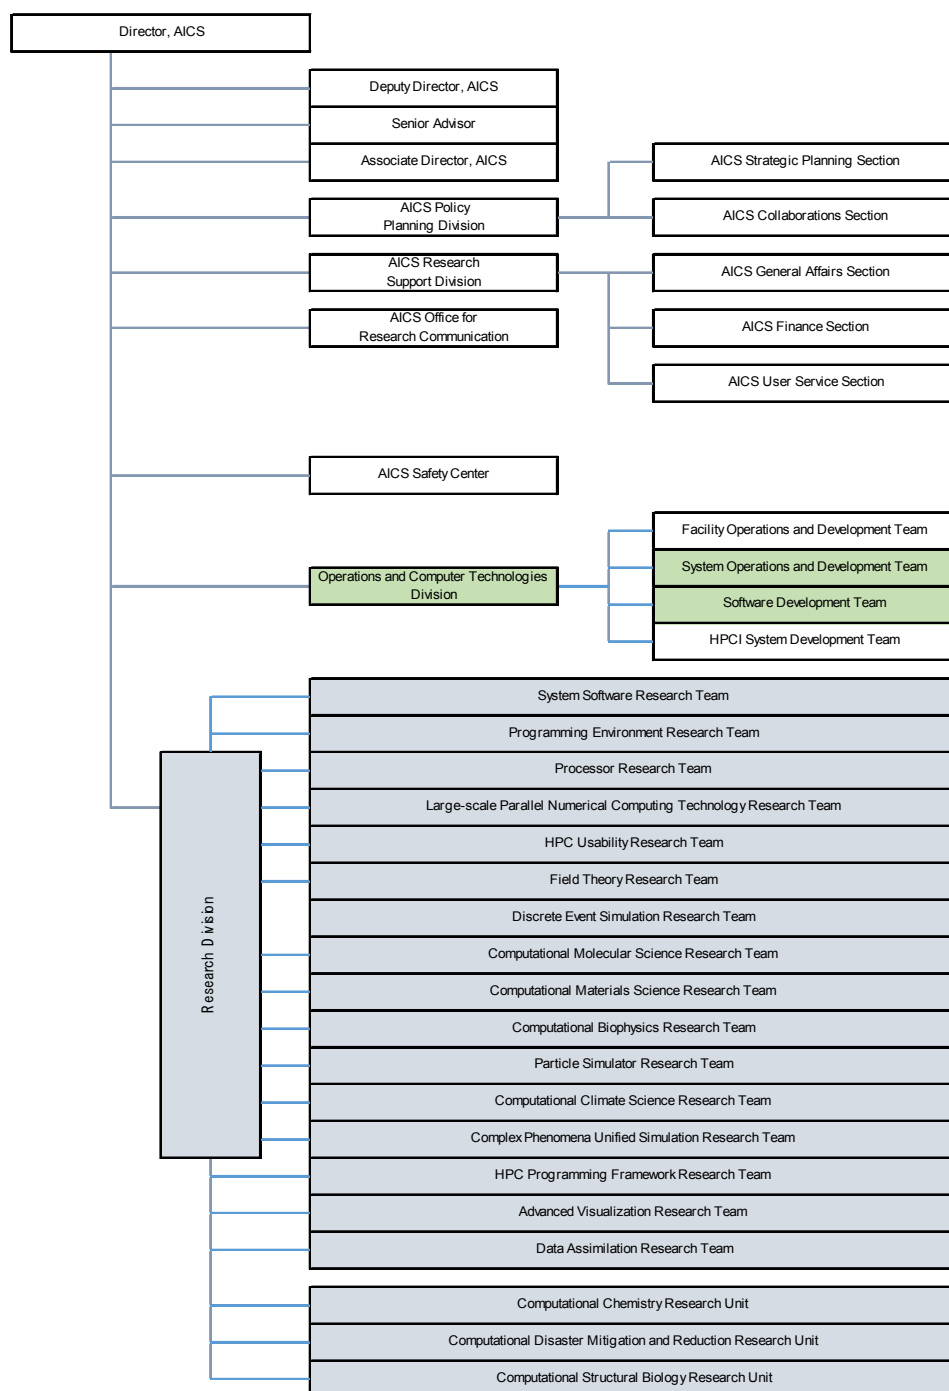 Director, AICS
Deputy Director, AICS
Senior Advisor
Associate Director, AICS
AICS Strategic Planning Section
AICS Policy
Planning Division
AICS Collaborations Section
AICS Research
Support Division
AICS General Affairs Section
AICS Office for
Research Communication
AICS Finance Section
AICS User Service Section
AICS Safety Center
Facility Operations and Development Team
Operations and Computer Technologies
Division
System Operations and Development Team
Software Development Team
HPCI System Development Team
Research Division
System Software Research Team
Programming Environment Research Team
Processor Research Team
Large-scale Parallel Numerical Computing Technology Research Team
HPC Usability Research Team
Field Theory Research Team
Discrete Event Simulation Research Team
Computational Molecular Science Research Team
Computational Materials Science Research Team
Computational Biophysics Research Team
Particle Simulator Research Team
Computational Climate Science Research Team
Complex Phenomena Unified Simulation Research Team
HPC Programming Framework Research Team
Advanced Visualization Research Team
Data Assimilation Research Team
Computational Chemistry Research Unit
Computational Disaster Mitigation and Reduction Research Unit
Computational Structural Biology Research Unit